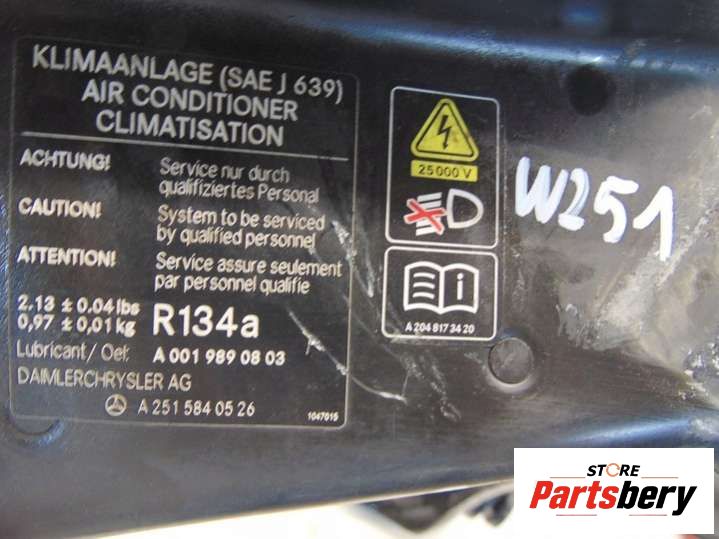 KLIMAANLAGE (SAE J 639)
AIR CONDITIONER
CLIMATISATION
ACHTUNG! Service nur durch
qualifiziertes Personal
CAUTION! System to be serviced
by qualified personnel
ATTENTION! Service assure seulement
par personnel qualifie
2.13 ± 0.04 lbs
0,97 ± 0,01 kg R134a
Lubricant / Oel: A 001 989 08 03
DAIMLERCHRYSLER AG
A 251 584 05 26 1047015
25000 V
A 204 817 34 20
W251
STORE
Partsbery